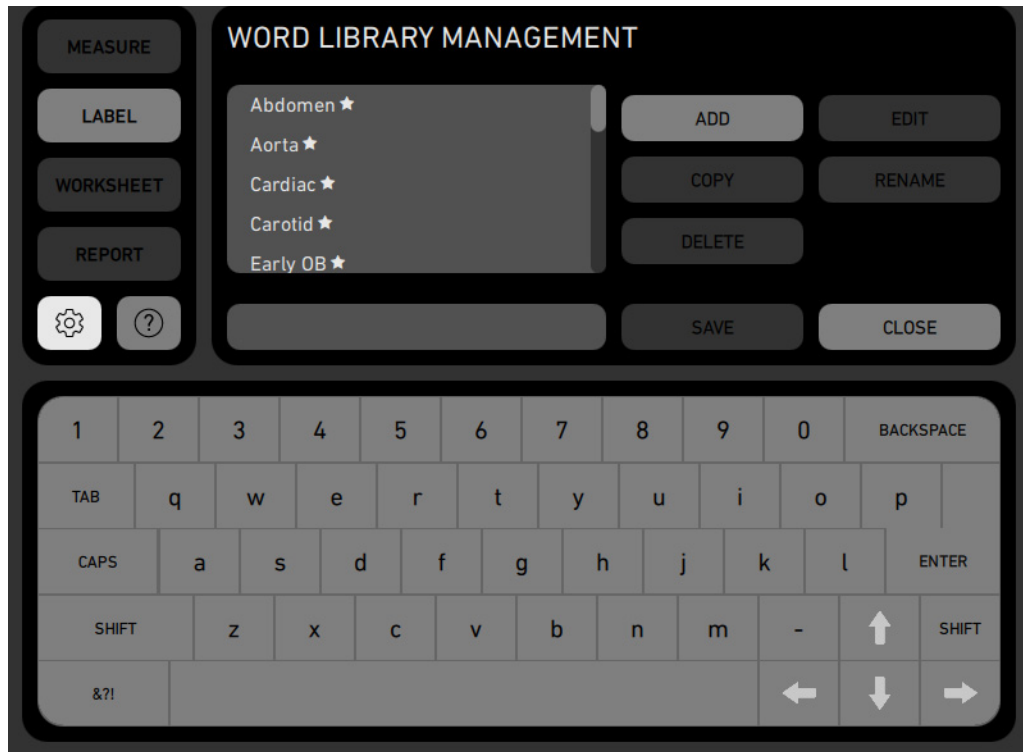 MEASURE
LABEL
WORKSHEET
REPORT
?
WORD LIBRARY MANAGEMENT
Abdomen ★
Aorta ★
Cardiac ★
Carotid ★
Early OB ★
ADD EDIT
COPY RENAME
DELETE
SAVE CLOSE
1 2 3 4 5 6 7 8 9 0 BACKSPACE
TAB q w e r t y u i o p
CAPS a s d f g h j k l ENTER
SHIFT z x c v b n m - SHIFT
&?!